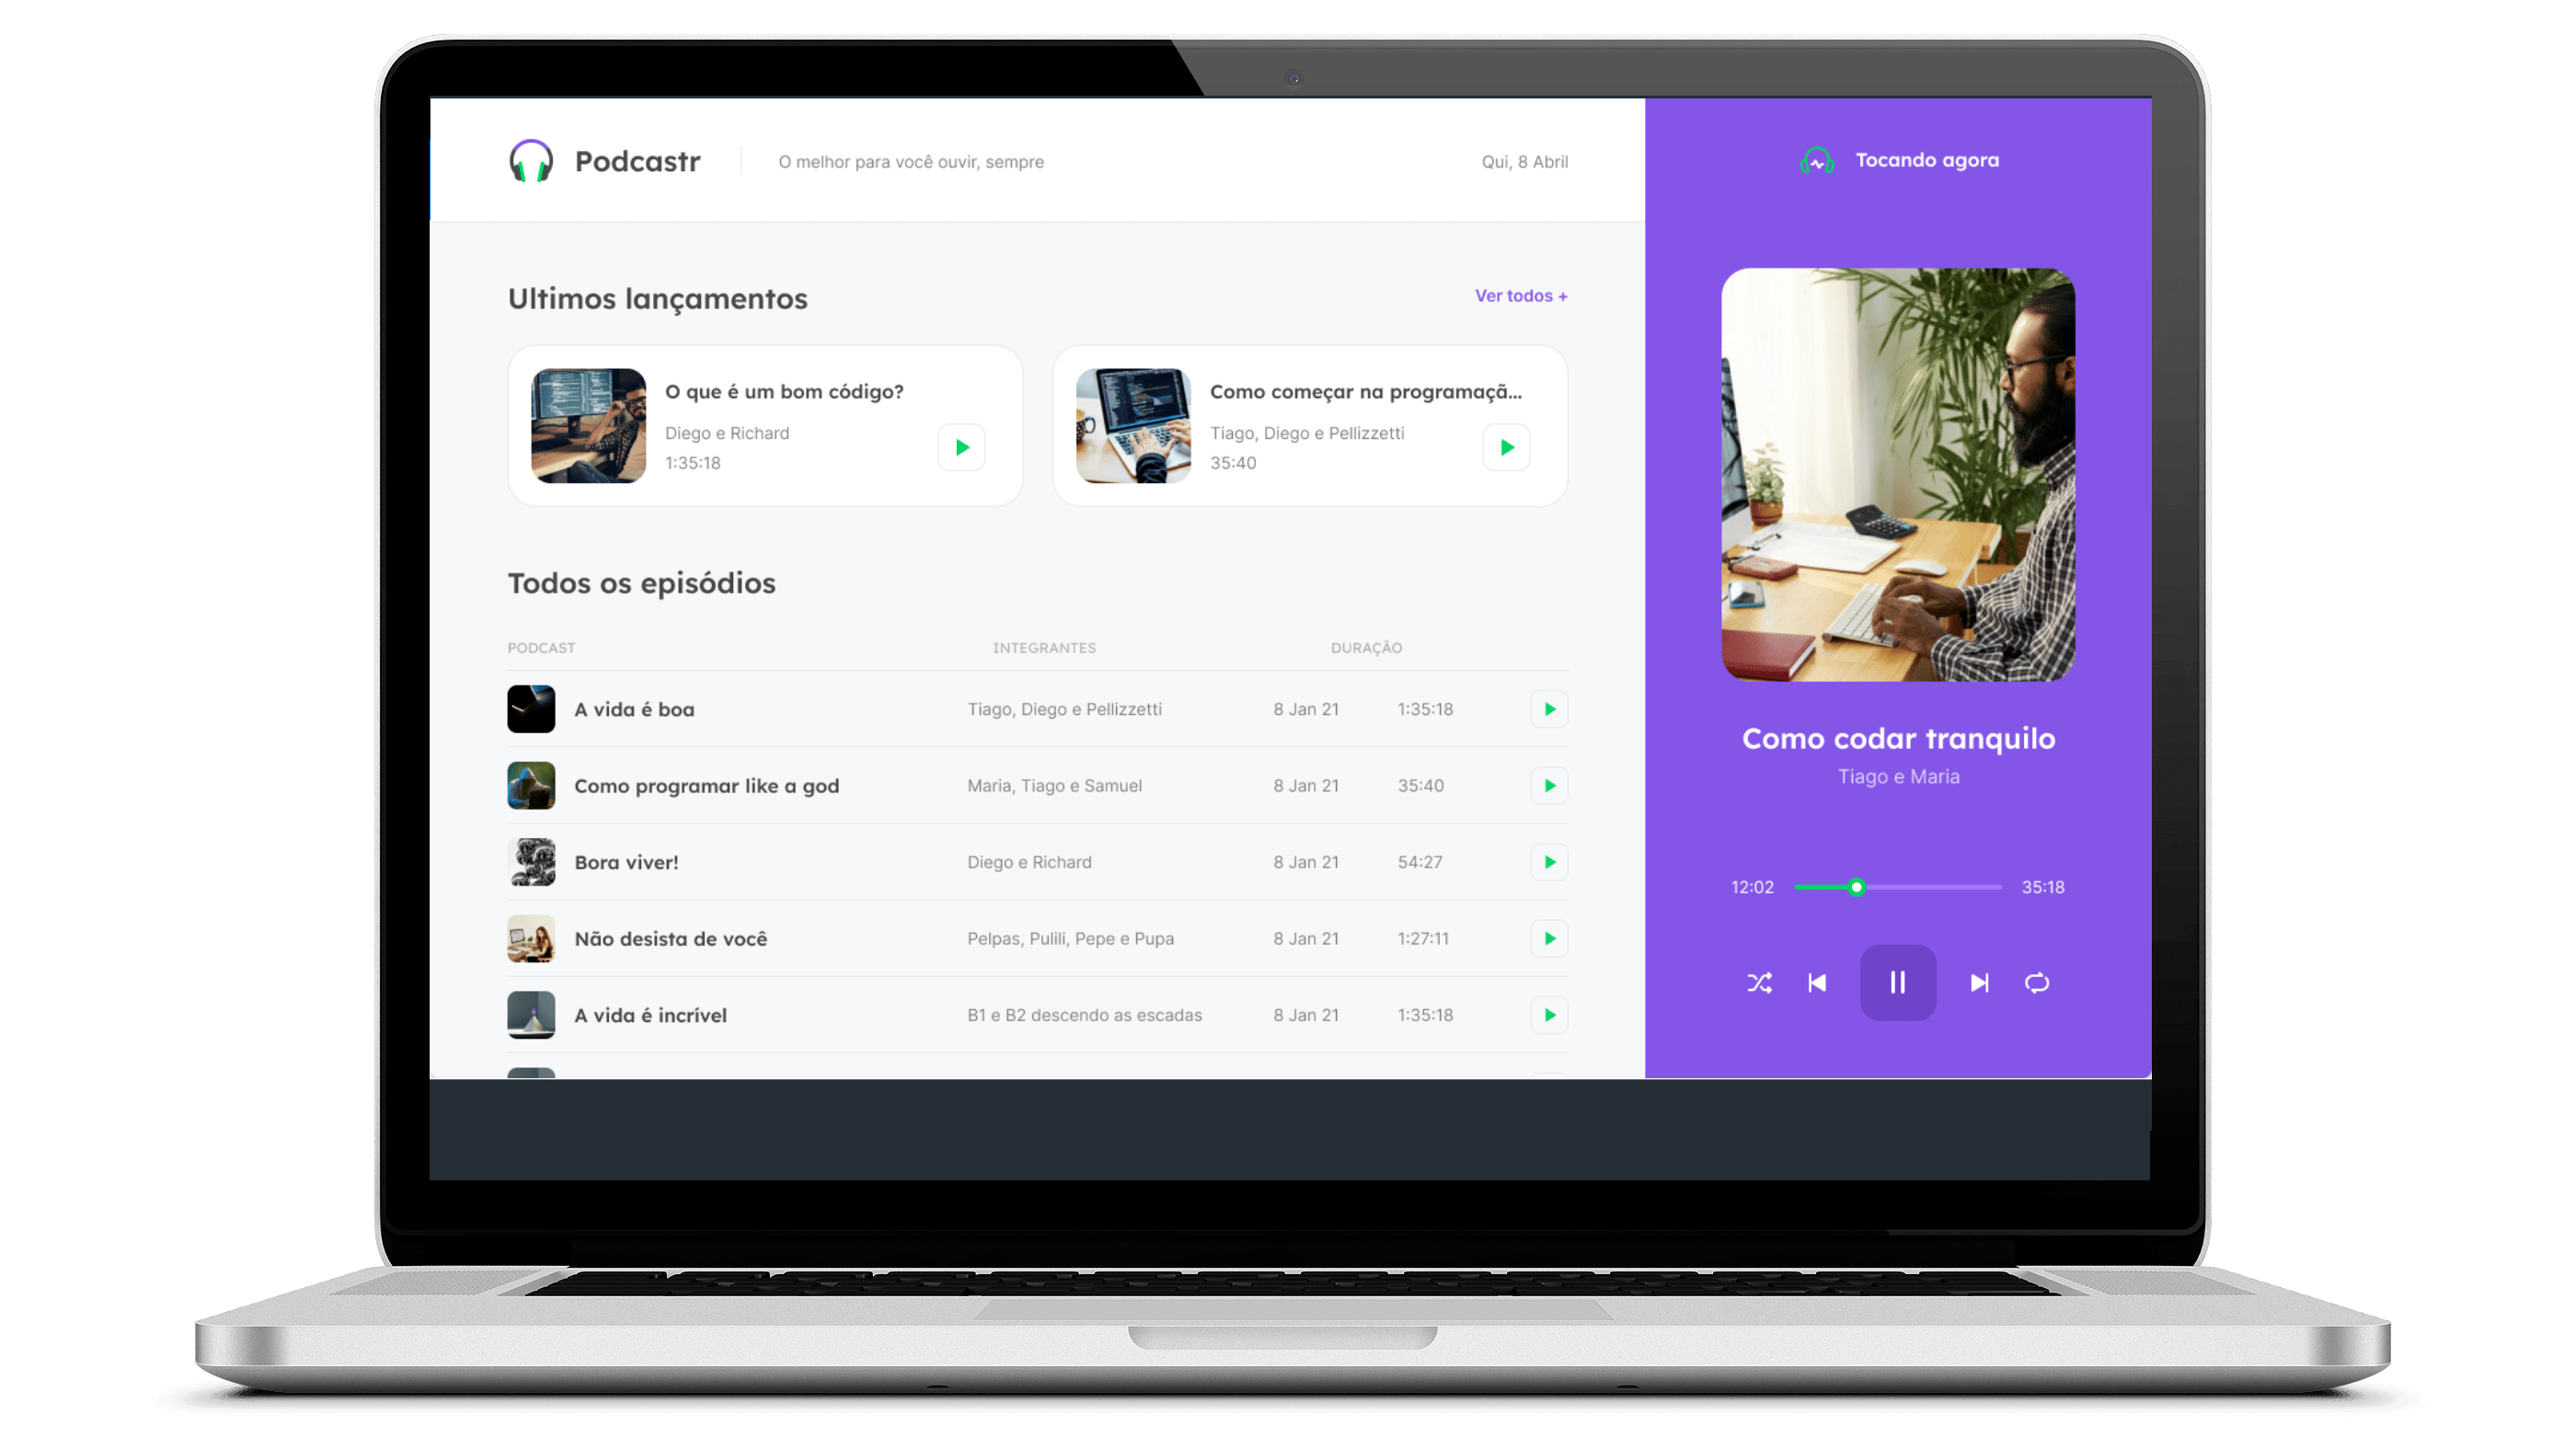 Podcastr
O melhor para você ouvir, sempre
Qui, 8 Abril
Ultimos lançamentos
Ver todos +
O que é um bom código?
Diego e Richard
1:35:18
Como começar na programaçã...
Tiago, Diego e Pellizzetti
35:40
Todos os episódios
PODCAST INTEGRANTES DURAÇÃO
A vida é boa Tiago, Diego e Pellizzetti 8 Jan 21 1:35:18
Como programar like a god Maria, Tiago e Samuel 8 Jan 21 35:40
Bora viver! Diego e Richard 8 Jan 21 54:27
Não desista de você Pelpas, Pulili, Pepe e Pupa 8 Jan 21 1:27:11
A vida é incrível B1 e B2 descendo as escadas 8 Jan 21 1:35:18
Tocando agora
Como codar tranquilo
Tiago e Maria
12:02 35:18